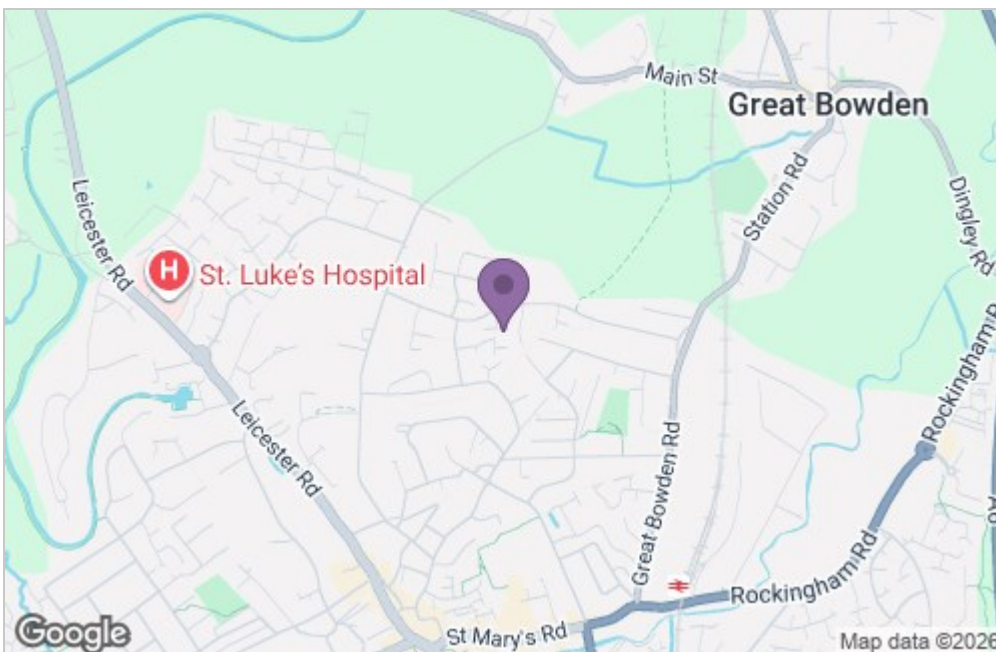 Main St
Great Bowden
Leicester Rd
Station Rd
Dingley Rd
H
St. Luke's Hospital
Leicester Rd
Great Bowden Rd
Rockingham R
Rockingham Rd
St Mary's Rd
Google
Map data ©2026